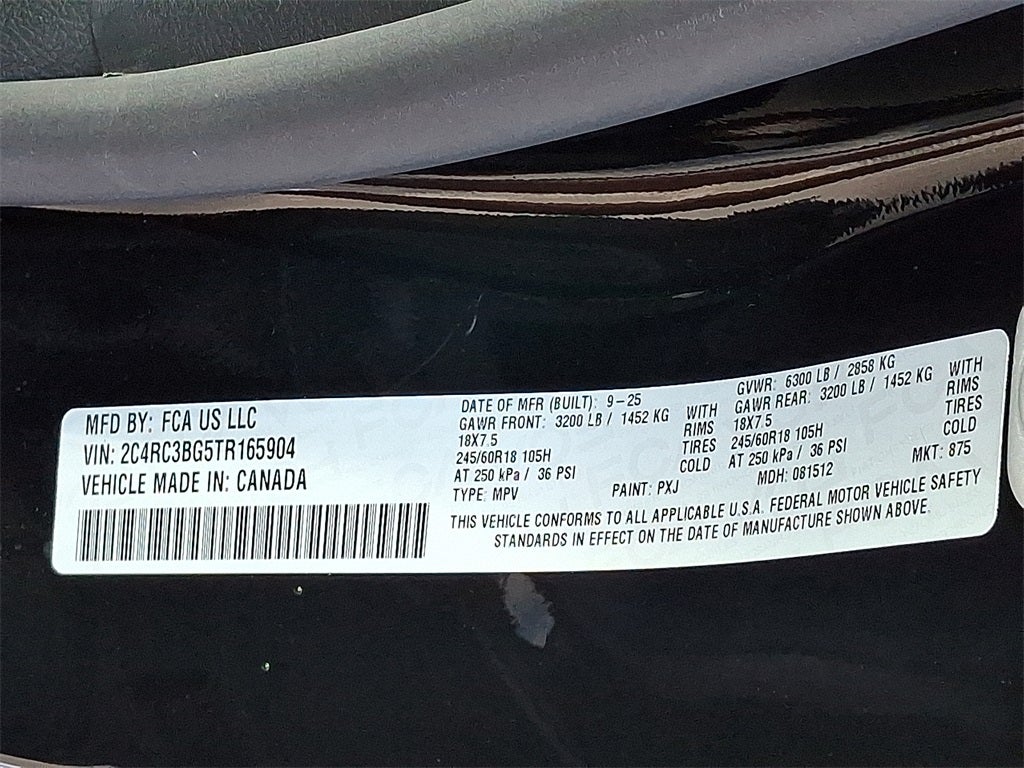 MFD BY: FCA US LLC
VIN: 2C4RC3BG5TR165904
VEHICLE MADE IN: CANADA
DATE OF MFR (BUILT): 9-25
GAWR FRONT: 3200 LB / 1452 KG WITH
18X7.5 RIMS
245/60R18 105H TIRES
AT 250 kPa / 36 PSI COLD
TYPE: MPV PAINT: PXJ
GVWR: 6300 LB / 2858 KG
GAWR REAR: 3200 LB / 1452 KG WITH
18X7.5 RIMS
245/60R18 105H TIRES
AT 250 kPa / 36 PSI COLD
MDH: 081512 MKT: 875
THIS VEHICLE CONFORMS TO ALL APPLICABLE U.S.A. FEDERAL MOTOR VEHICLE SAFETY
STANDARDS IN EFFECT ON THE DATE OF MANUFACTURE SHOWN ABOVE.